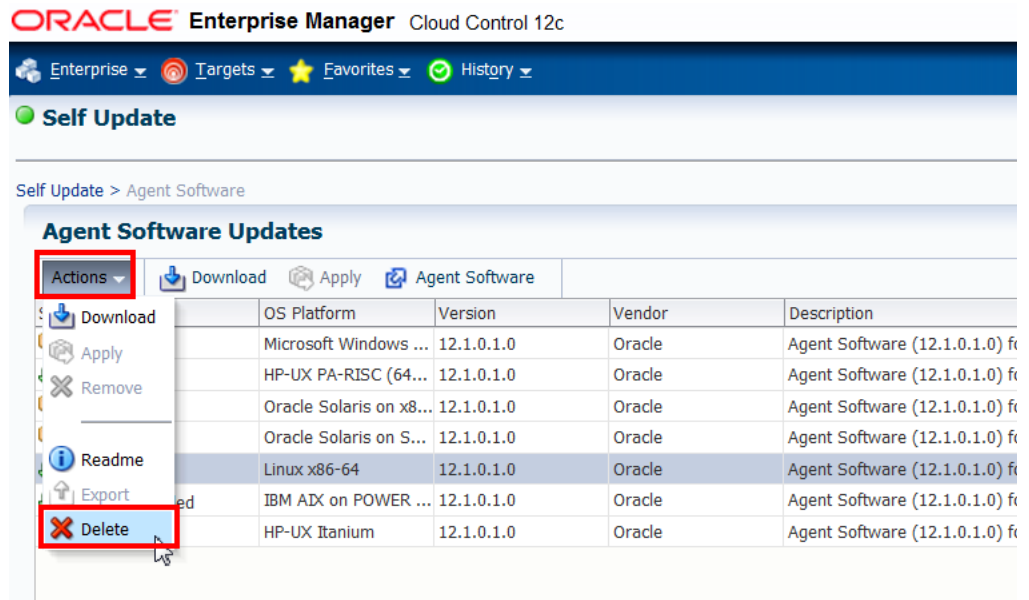 ORACLE Enterprise Manager Cloud Control 12c
Enterprise Targets Favorites History
Self Update
Self Update > Agent Software
Agent Software Updates
Actions Download Apply Agent Software
OS Platform Version Vendor Description
Download
Microsoft Windows ... 12.1.0.1.0 Oracle Agent Software (12.1.0.1.0) fo
Apply
HP-UX PA-RISC (64... 12.1.0.1.0 Oracle Agent Software (12.1.0.1.0) fo
Remove
Oracle Solaris on x8... 12.1.0.1.0 Oracle Agent Software (12.1.0.1.0) fo
Oracle Solaris on S... 12.1.0.1.0 Oracle Agent Software (12.1.0.1.0) fo
Readme
Linux x86-64 12.1.0.1.0 Oracle Agent Software (12.1.0.1.0) fo
Export
ed IBM AIX on POWER ... 12.1.0.1.0 Oracle Agent Software (12.1.0.1.0) fo
Delete
HP-UX Itanium 12.1.0.1.0 Oracle Agent Software (12.1.0.1.0) fo